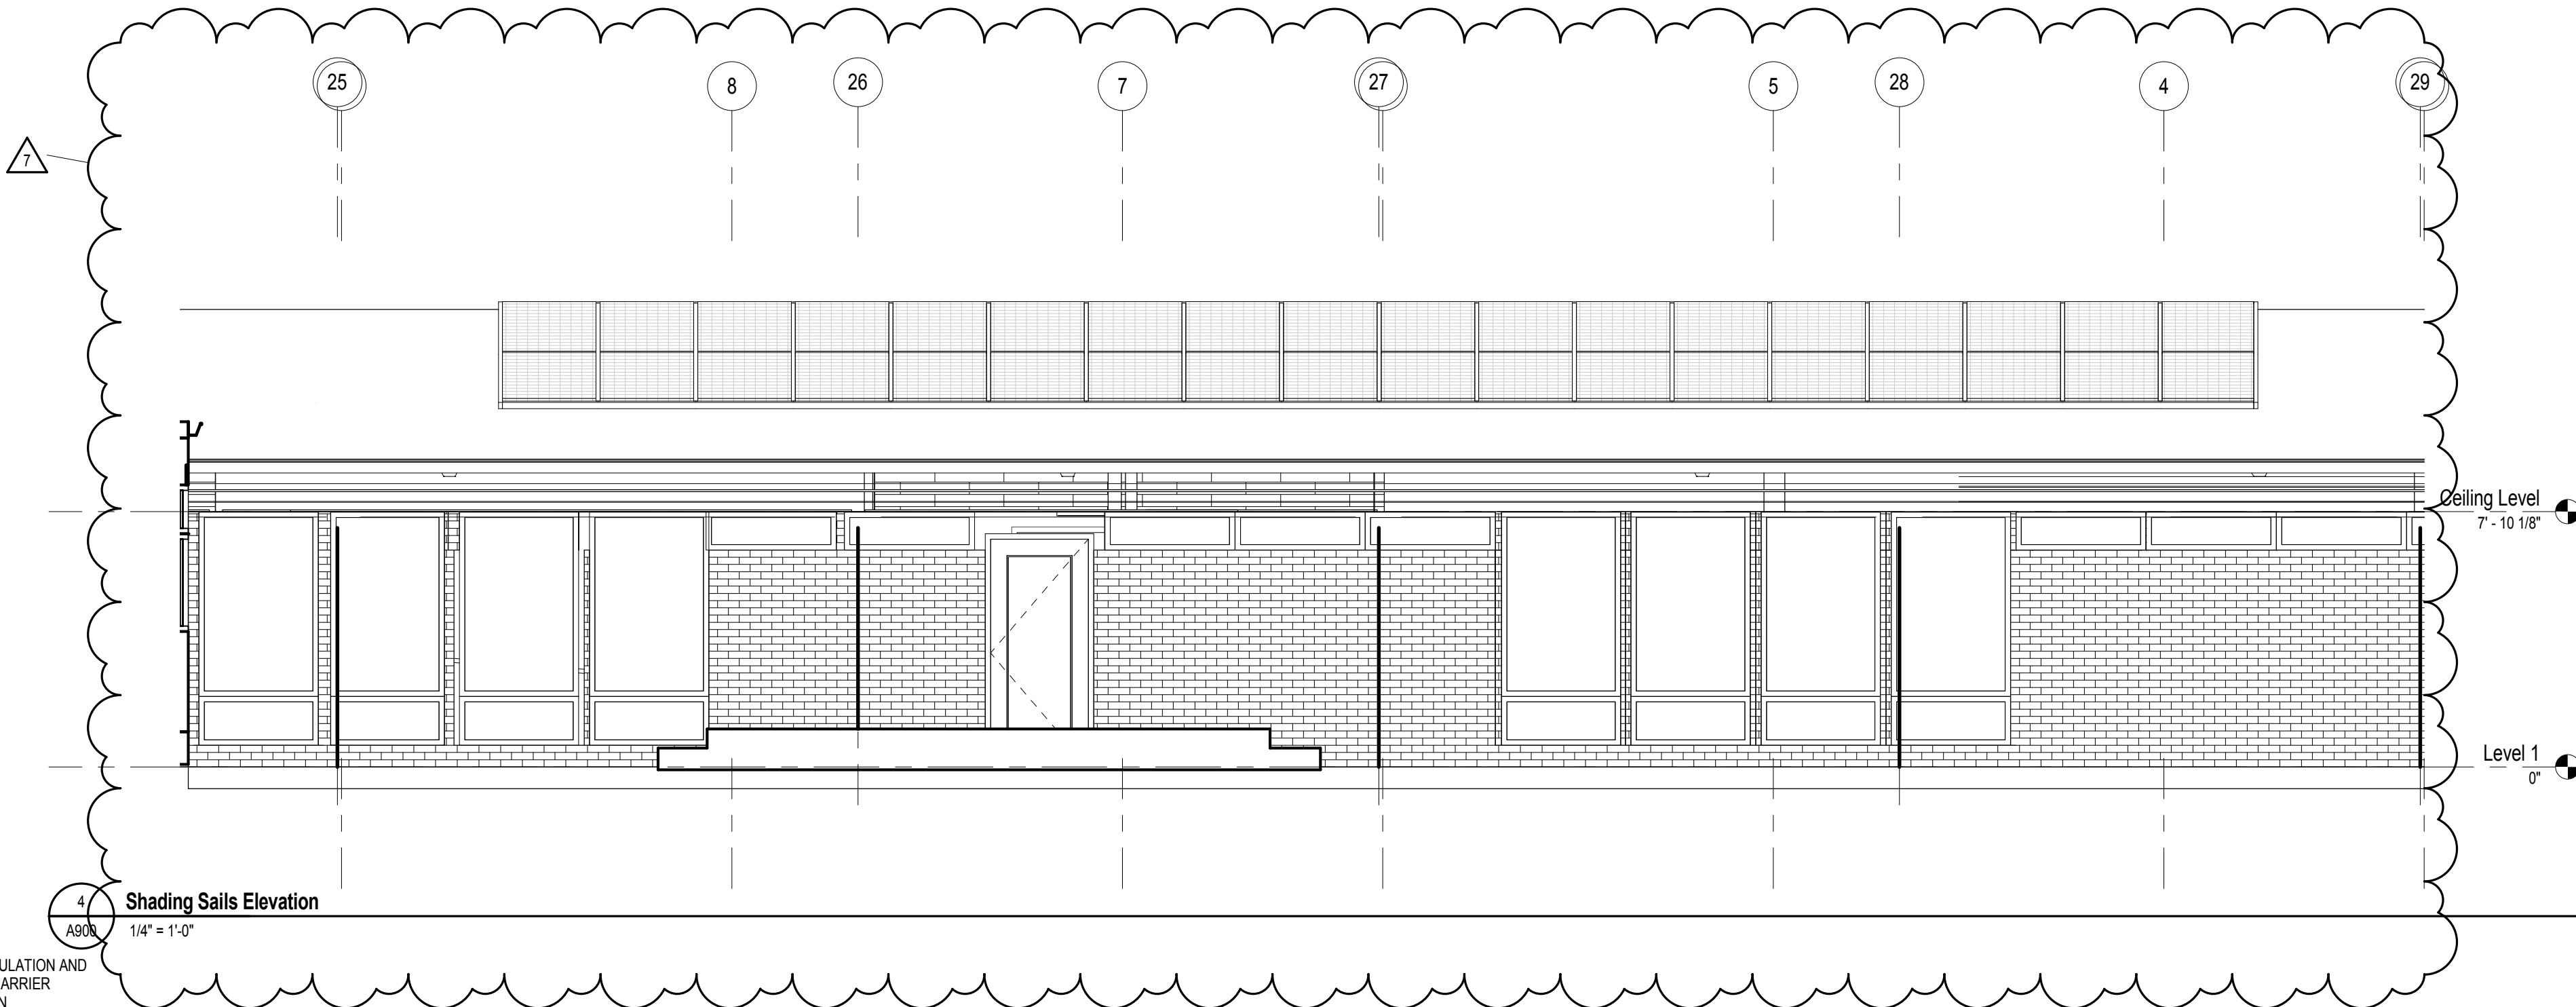 25
8
26
7
27
5
28
4
29
7
Ceiling Level
7' - 10 1/8"
Level 1
0"
4
Shading Sails Elevation
A900
1/4" = 1'-0"
ULATION AND
ARRIER
N